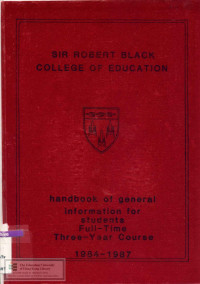 SIR ROBERT BLACK
COLLEGE OF EDUCATION
handbook of general
information for
students
Full-Time
Three-Year Course
1984-1987